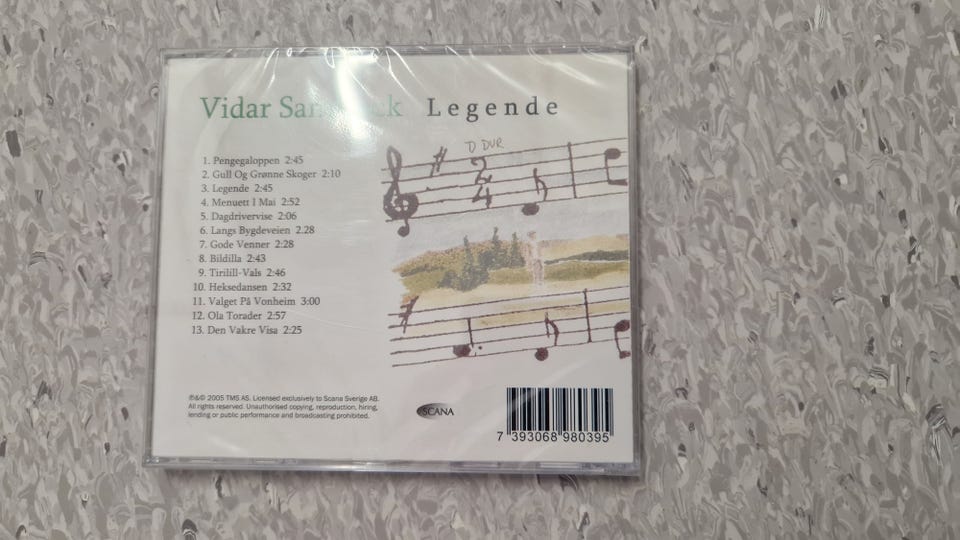 Vidar Legende
D DUR
2
4
1. Pengegaloppen 2:45
2. Gull Og Grønne Skoger 2:10
3. Legende 2:45
4. Menuett I Mai 2:52
5. Dagdrivervise 2:06
6. Langs Bygdeveien 2.28
7. Gode Venner 2:28
8. Bildilla 2:43
9. Tirilill-Vals 2:46
10. Heksedansen 2:32
11. Valget På Vonheim 3:00
12. Ola Torader 2:57
13. Den Vakre Visa 2:25
℗&© 2005 TMS AS. Licensed exclusively to Scana Sverige AB.
All rights reserved. Unauthorised copying, reproduction, hiring,
lending or public performance and broadcasting prohibited.
SCANA
7 393068 980395